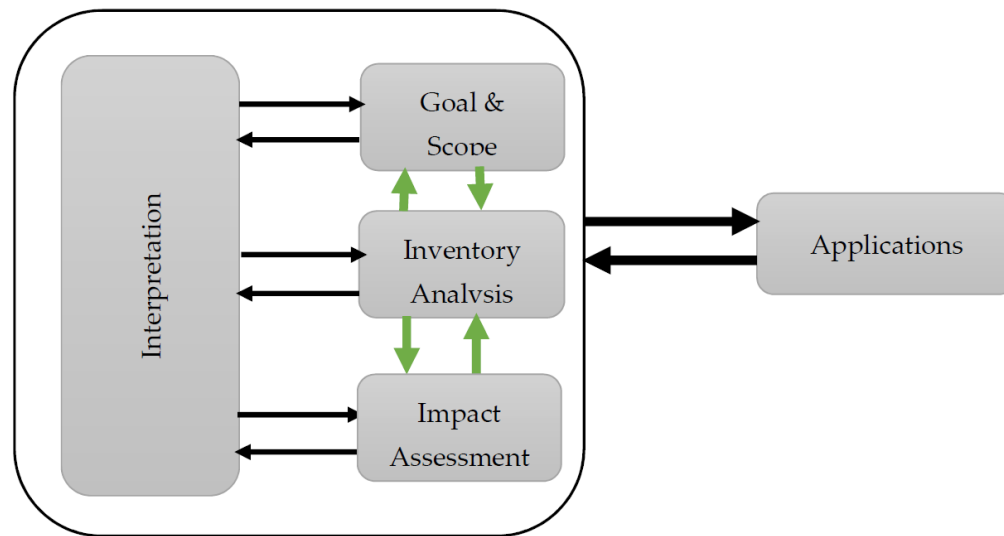 Interpretation
Goal &
Scope
Inventory
Analysis
Impact
Assessment
Applications